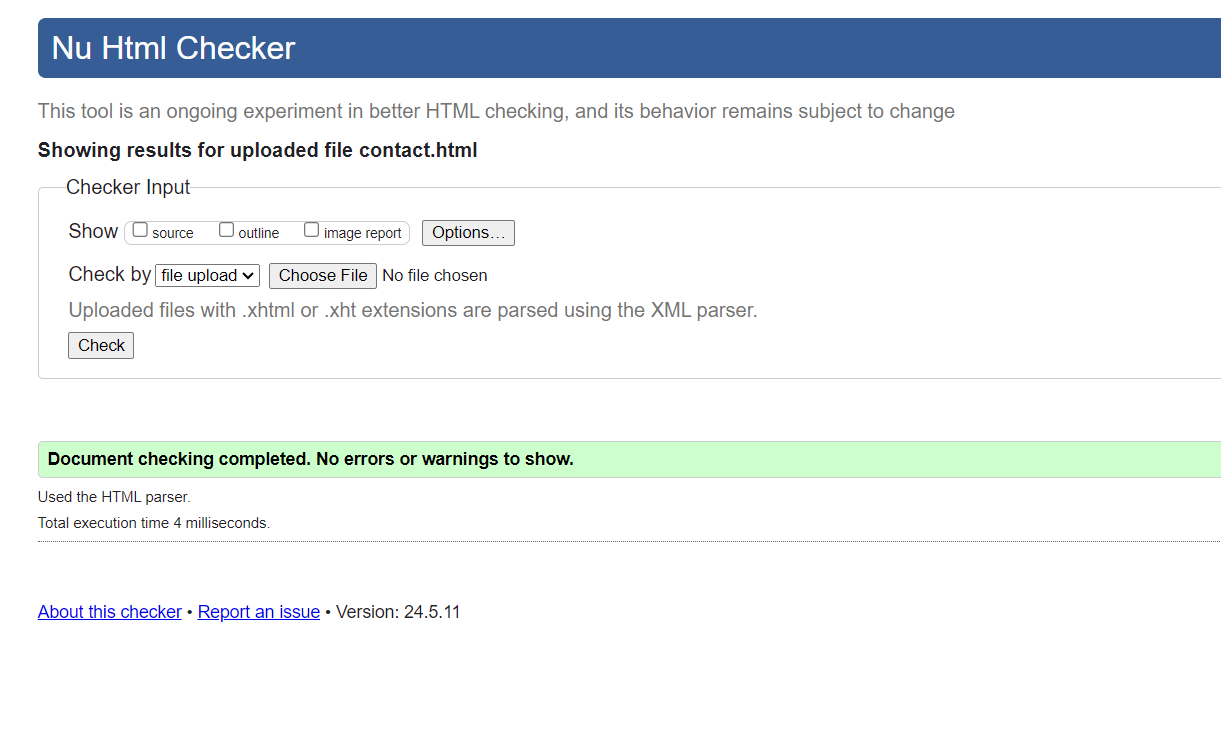 Nu Html Checker
This tool is an ongoing experiment in better HTML checking, and its behavior remains subject to change
Showing results for uploaded file contact.html
Checker Input
Show source outline image report Options…
Check by file upload Choose File No file chosen
Uploaded files with .xhtml or .xht extensions are parsed using the XML parser.
Check
Document checking completed. No errors or warnings to show.
Used the HTML parser.
Total execution time 4 milliseconds.
About this checker • Report an issue • Version: 24.5.11